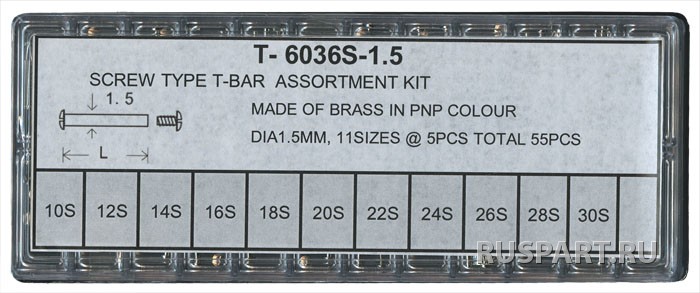 T- 6036S-1.5
SCREW TYPE T-BAR ASSORTMENT KIT
1.5
MADE OF BRASS IN PNP COLOUR
DIA1.5MM, 11SIZES @ 5PCS TOTAL 55PCS
L
10S 12S 14S 16S 18S 20S 22S 24S 26S 28S 30S
RUSPART.RU